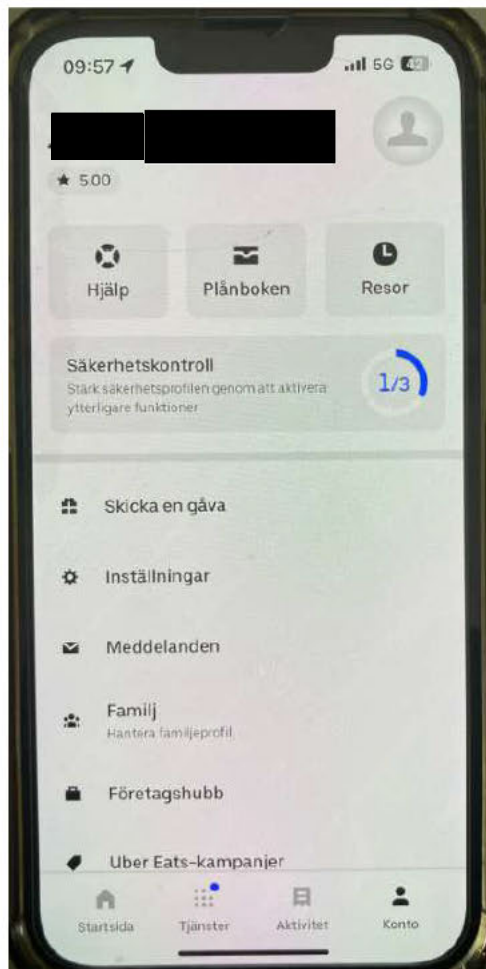 09:57
5G 42
★ 5.00
Hjälp
Plånboken
Resor
Säkerhetskontroll
Stärk säkerhetsprofilen genom att aktivera
ytterligare funktioner
1/3
Skicka en gåva
Inställningar
Meddelanden
Familj
Hantera familjeprofil
Företagshubb
Uber Eats-kampanjer
Startsida
Tjänster
Aktivitet
Konto